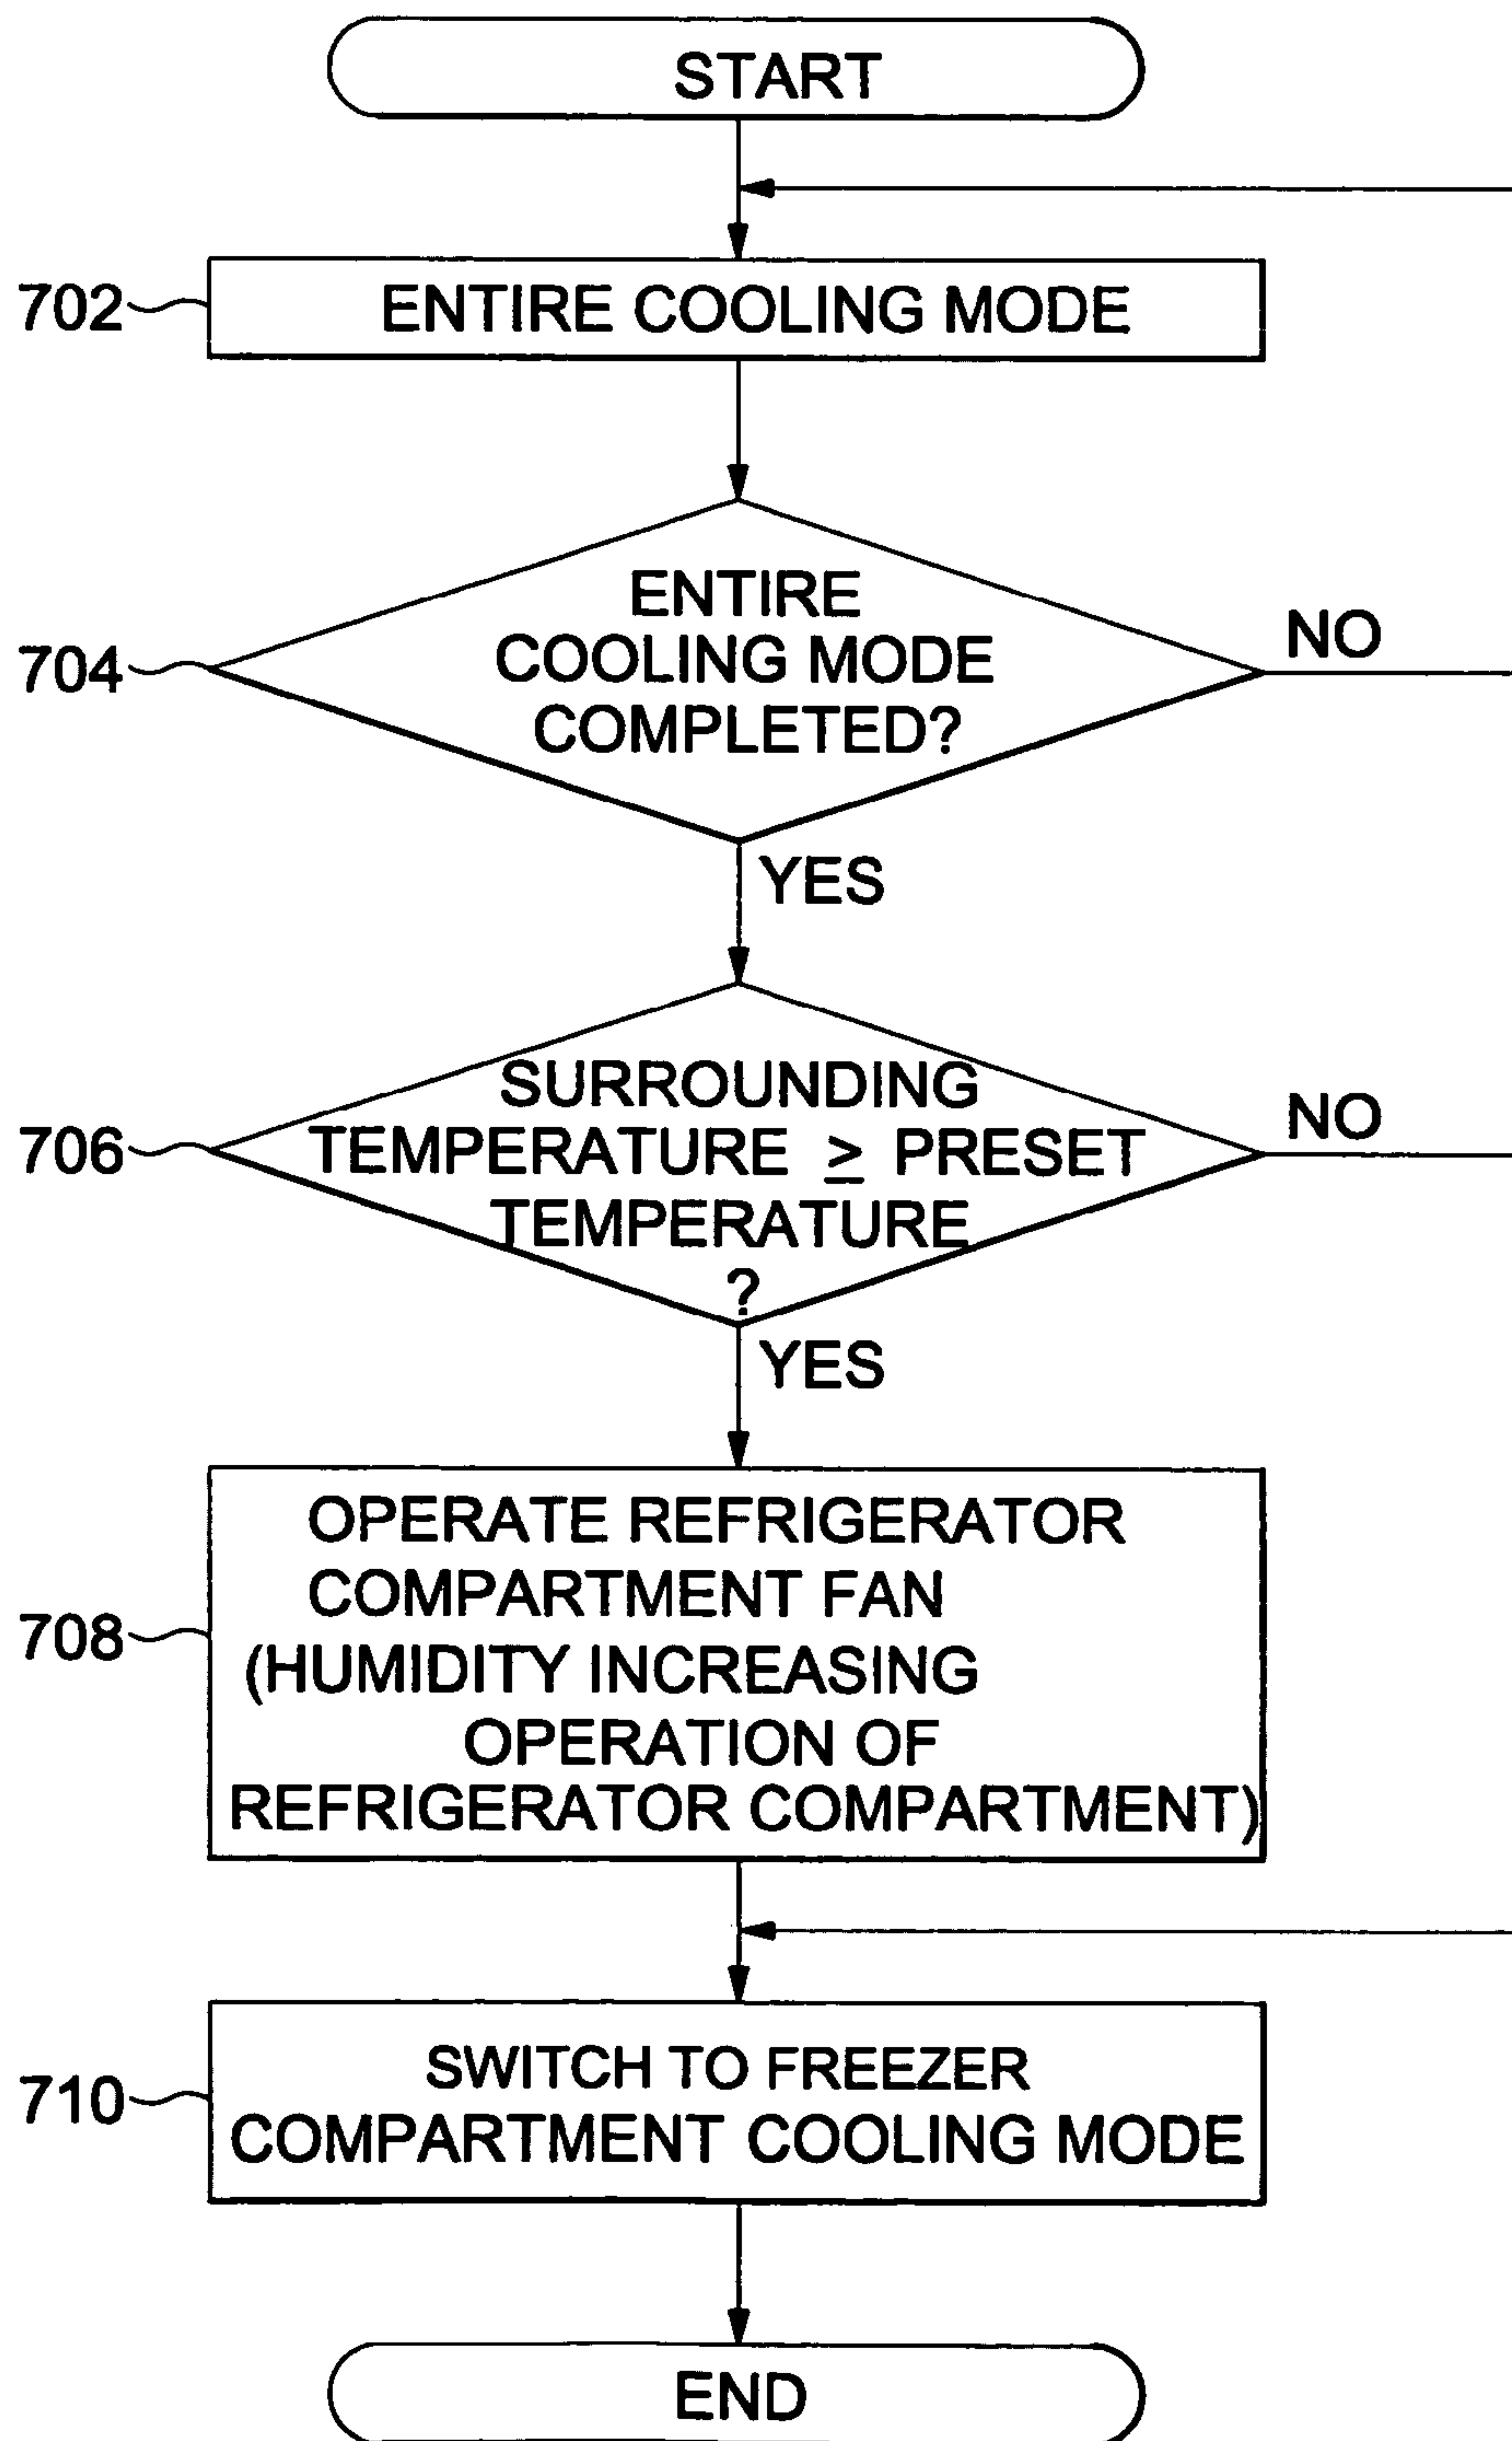 START
702
ENTIRE COOLING MODE
704
ENTIRE
COOLING MODE
COMPLETED?
NO
YES
706
SURROUNDING
TEMPERATURE ≥ PRESET
TEMPERATURE
?
NO
YES
708
OPERATE REFRIGERATOR
COMPARTMENT FAN
(HUMIDITY INCREASING
OPERATION OF
REFRIGERATOR COMPARTMENT)
710
SWITCH TO FREEZER
COMPARTMENT COOLING MODE
END